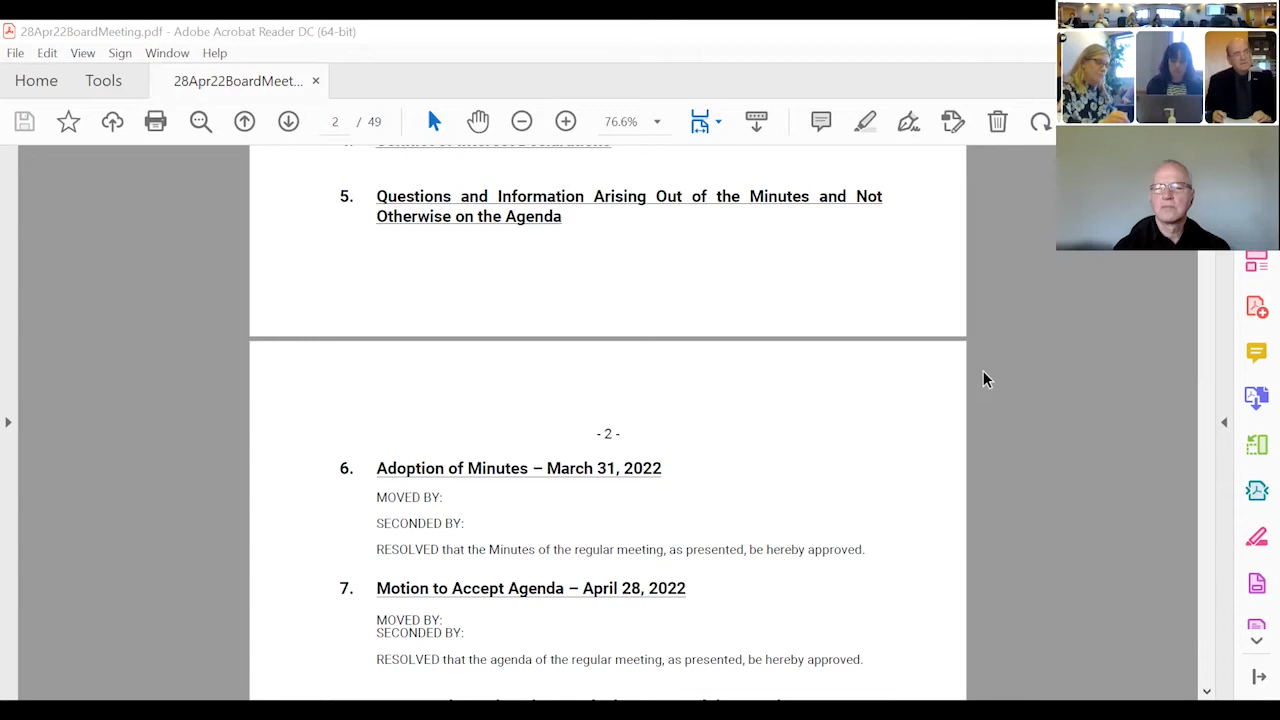 28Apr22BoardMeeting.pdf - Adobe Acrobat Reader DC (64-bit)
File Edit View Sign Window Help
Home Tools 28Apr22BoardMeet... ×
2 / 49 76.6%
5. Questions and Information Arising Out of the Minutes and Not
Otherwise on the Agenda
- 2 -
6. Adoption of Minutes – March 31, 2022
MOVED BY:
SECONDED BY:
RESOLVED that the Minutes of the regular meeting, as presented, be hereby approved.
7. Motion to Accept Agenda – April 28, 2022
MOVED BY:
SECONDED BY:
RESOLVED that the agenda of the regular meeting, as presented, be hereby approved.